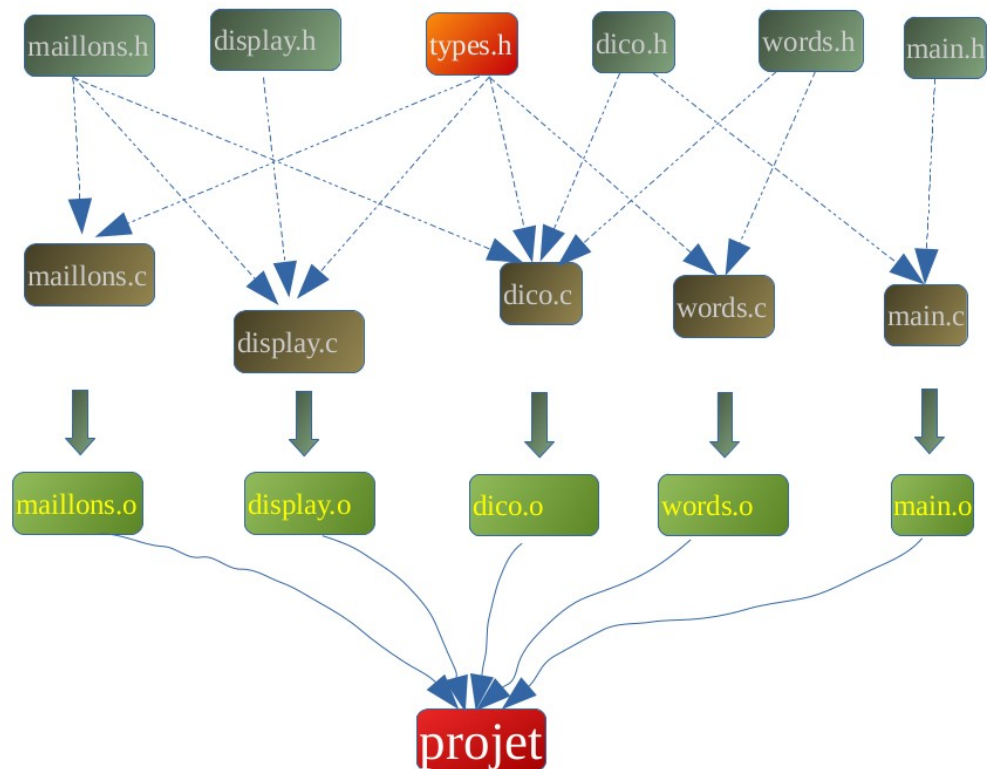 maillons.h
display.h
types.h
dico.h
words.h
main.h
maillons.c
display.c
dico.c
words.c
main.c
maillons.o
display.o
dico.o
words.o
main.o
projet